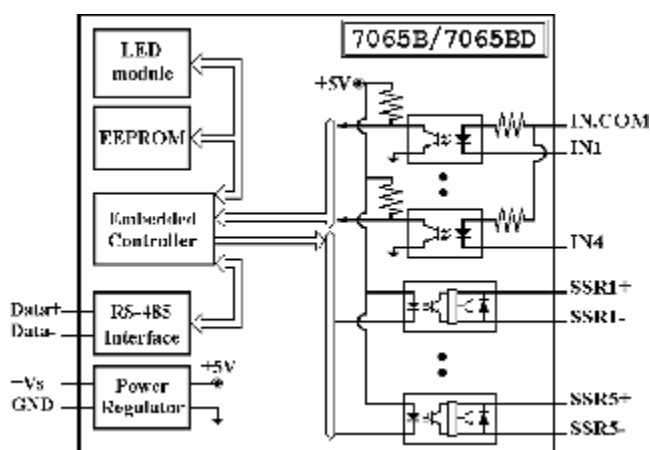 7065B/7065BD
LED
module
EEPROM
Embedded
Controller
RS-485
Interface
Power
Regulator
Data+
Data-
+Vs
GND
+5V
+5V
IN.COM
IN1
IN4
SSR1+
SSR1-
SSR5+
SSR5-